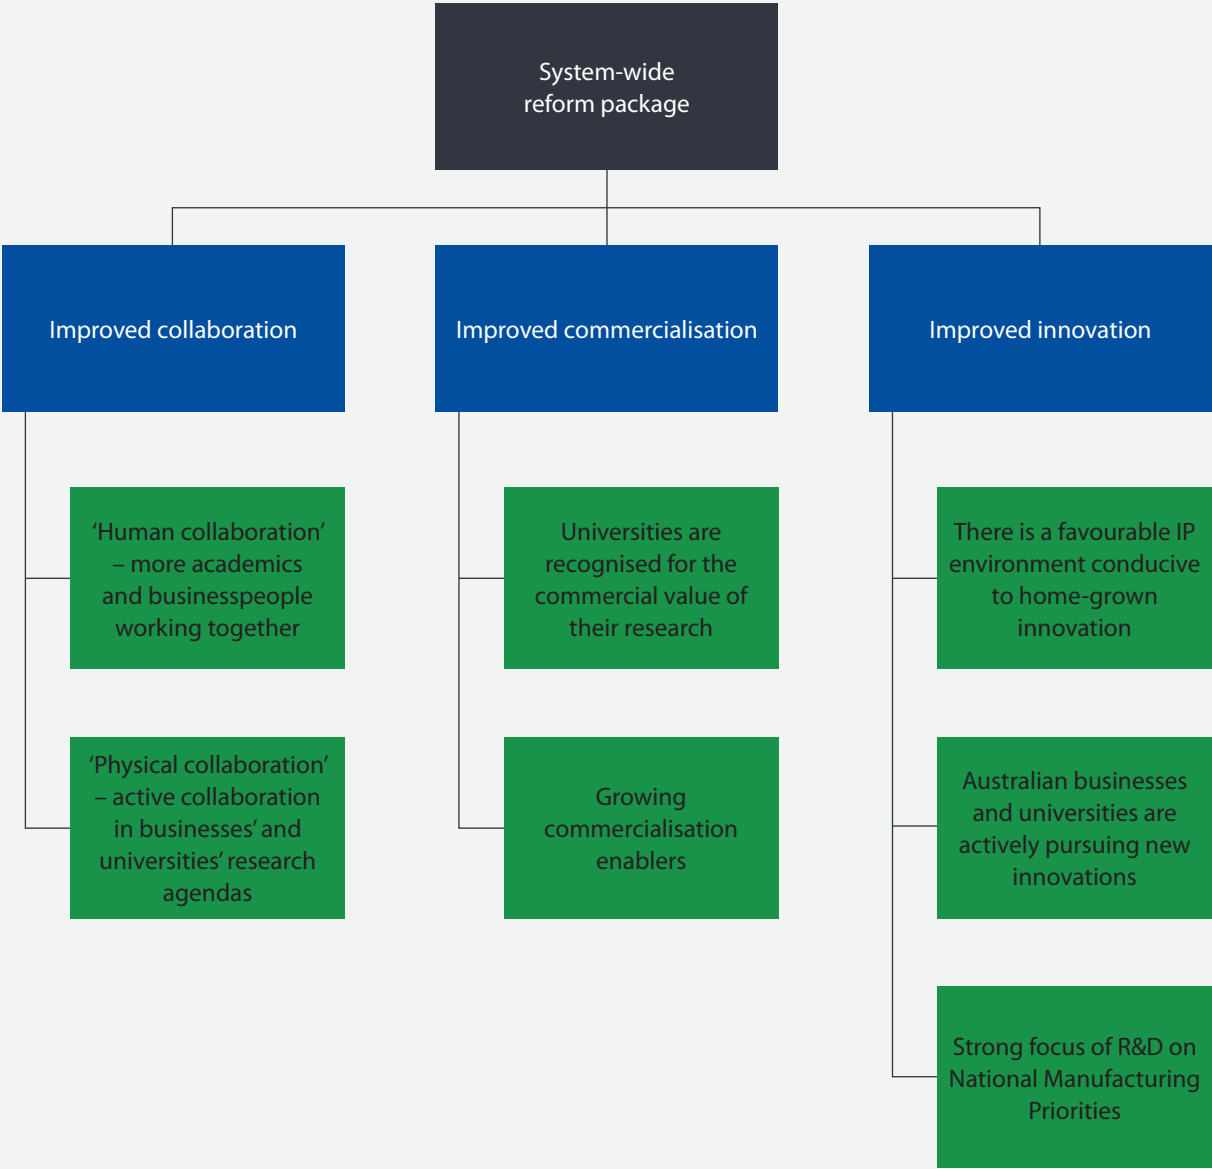 System-wide
reform package
Improved collaboration
Improved commercialisation
Improved innovation
‘Human collaboration’
– more academics
and businesspeople
working together
‘Physical collaboration’
– active collaboration
in businesses’ and
universities’ research
agendas
Universities are
recognised for the
commercial value of
their research
Growing
commercialisation
enablers
There is a favourable IP
environment conducive
to home-grown
innovation
Australian businesses
and universities are
actively pursuing new
innovations
Strong focus of R&D on
National Manufacturing
Priorities